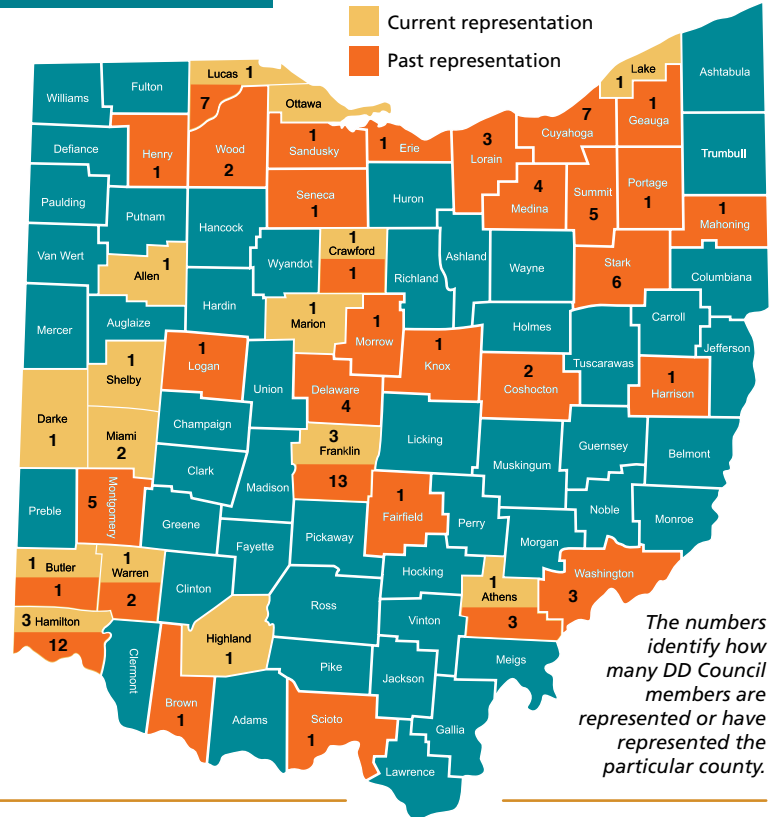 Current representation
Past representation
Williams
Fulton
Lucas 1
7
Ottawa
Lake
1
Ashtabula
1
Geauga
7
Cuyahoga
Defiance
Henry
1
Wood
2
1
Sandusky
1 Erie
3
Lorain
4
Medina
Summit
5
Portage
1
Trumbull
1
Mahoning
Paulding
Putnam
Hancock
Seneca
1
Huron
Van Wert
Allen
1
Wyandot
1
Crawford
1
Richland
Ashland
Wayne
Stark
6
Columbiana
Mercer
Auglaize
Hardin
1
Marion
1
Morrow
1
Knox
Holmes
Tuscarawas
Carroll
Jefferson
1
Shelby
1
Logan
Union
Delaware
4
2
Coshocton
1
Harrison
Darke
1
Miami
2
Champaign
Clark
Madison
3
Franklin
13
Licking
Muskingum
Guernsey
Belmont
Preble
5
Montgomery
Greene
Fayette
Pickaway
1
Fairfield
Perry
Morgan
Noble
Monroe
1 Butler
1
1
Warren
2
Clinton
Ross
Hocking
1
Athens
3
Washington
3
3 Hamilton
12
Clermont
Highland
1
Pike
Vinton
Jackson
Meigs
Brown
1
Adams
Scioto
1
Gallia
Lawrence
The numbers
identify how
many DD Council
members are
represented or have
represented the
particular county.